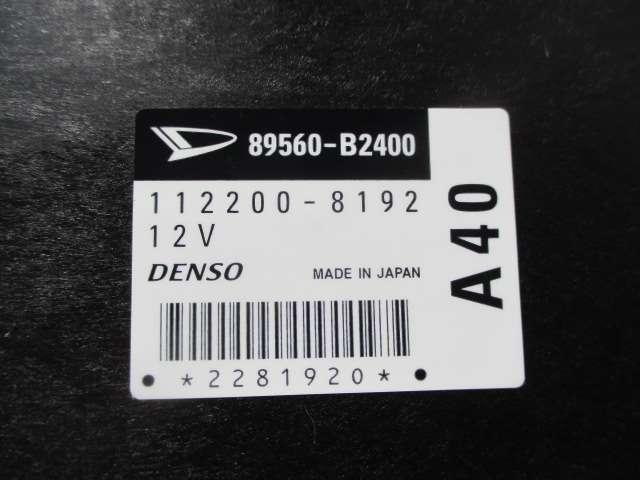 89560-B2400
112200-8192
12V
DENSO MADE IN JAPAN
*2281920*
A40